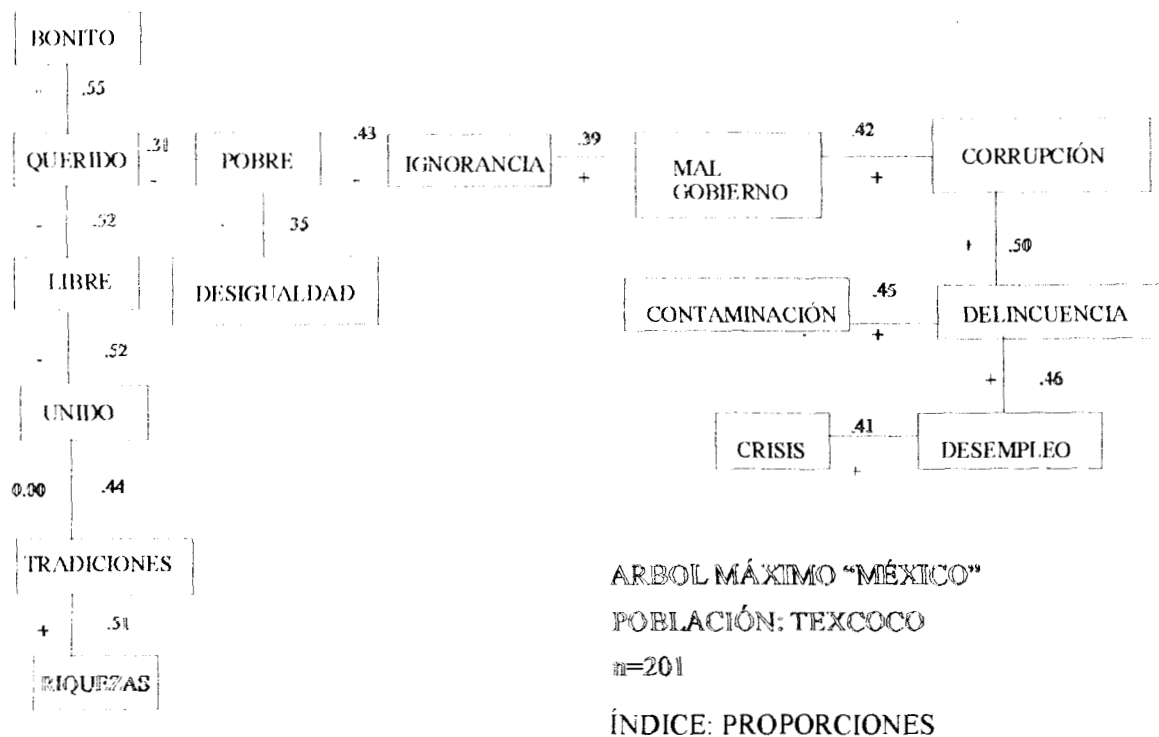 BONITO
- .55
QUERIDO .31 - POBRE .43 - IGNORANCIA .39 + MAL GOBIERNO .42 + CORRUPCIÓN
- .52
- 35
+ .50
LIBRE
DESIGUALDAD
CONTAMINACIÓN .45 + DELINCUENCIA
- .52
+ .46
UNIDO
CRISIS .41 + DESEMPLEO
0.00 .44
TRADICIONES
+ .51
RIQUEZAS
ARBOL MÁXIMO “MÉXICO”
POBLACIÓN: TEXCOCO
n=201
ÍNDICE: PROPORCIONES